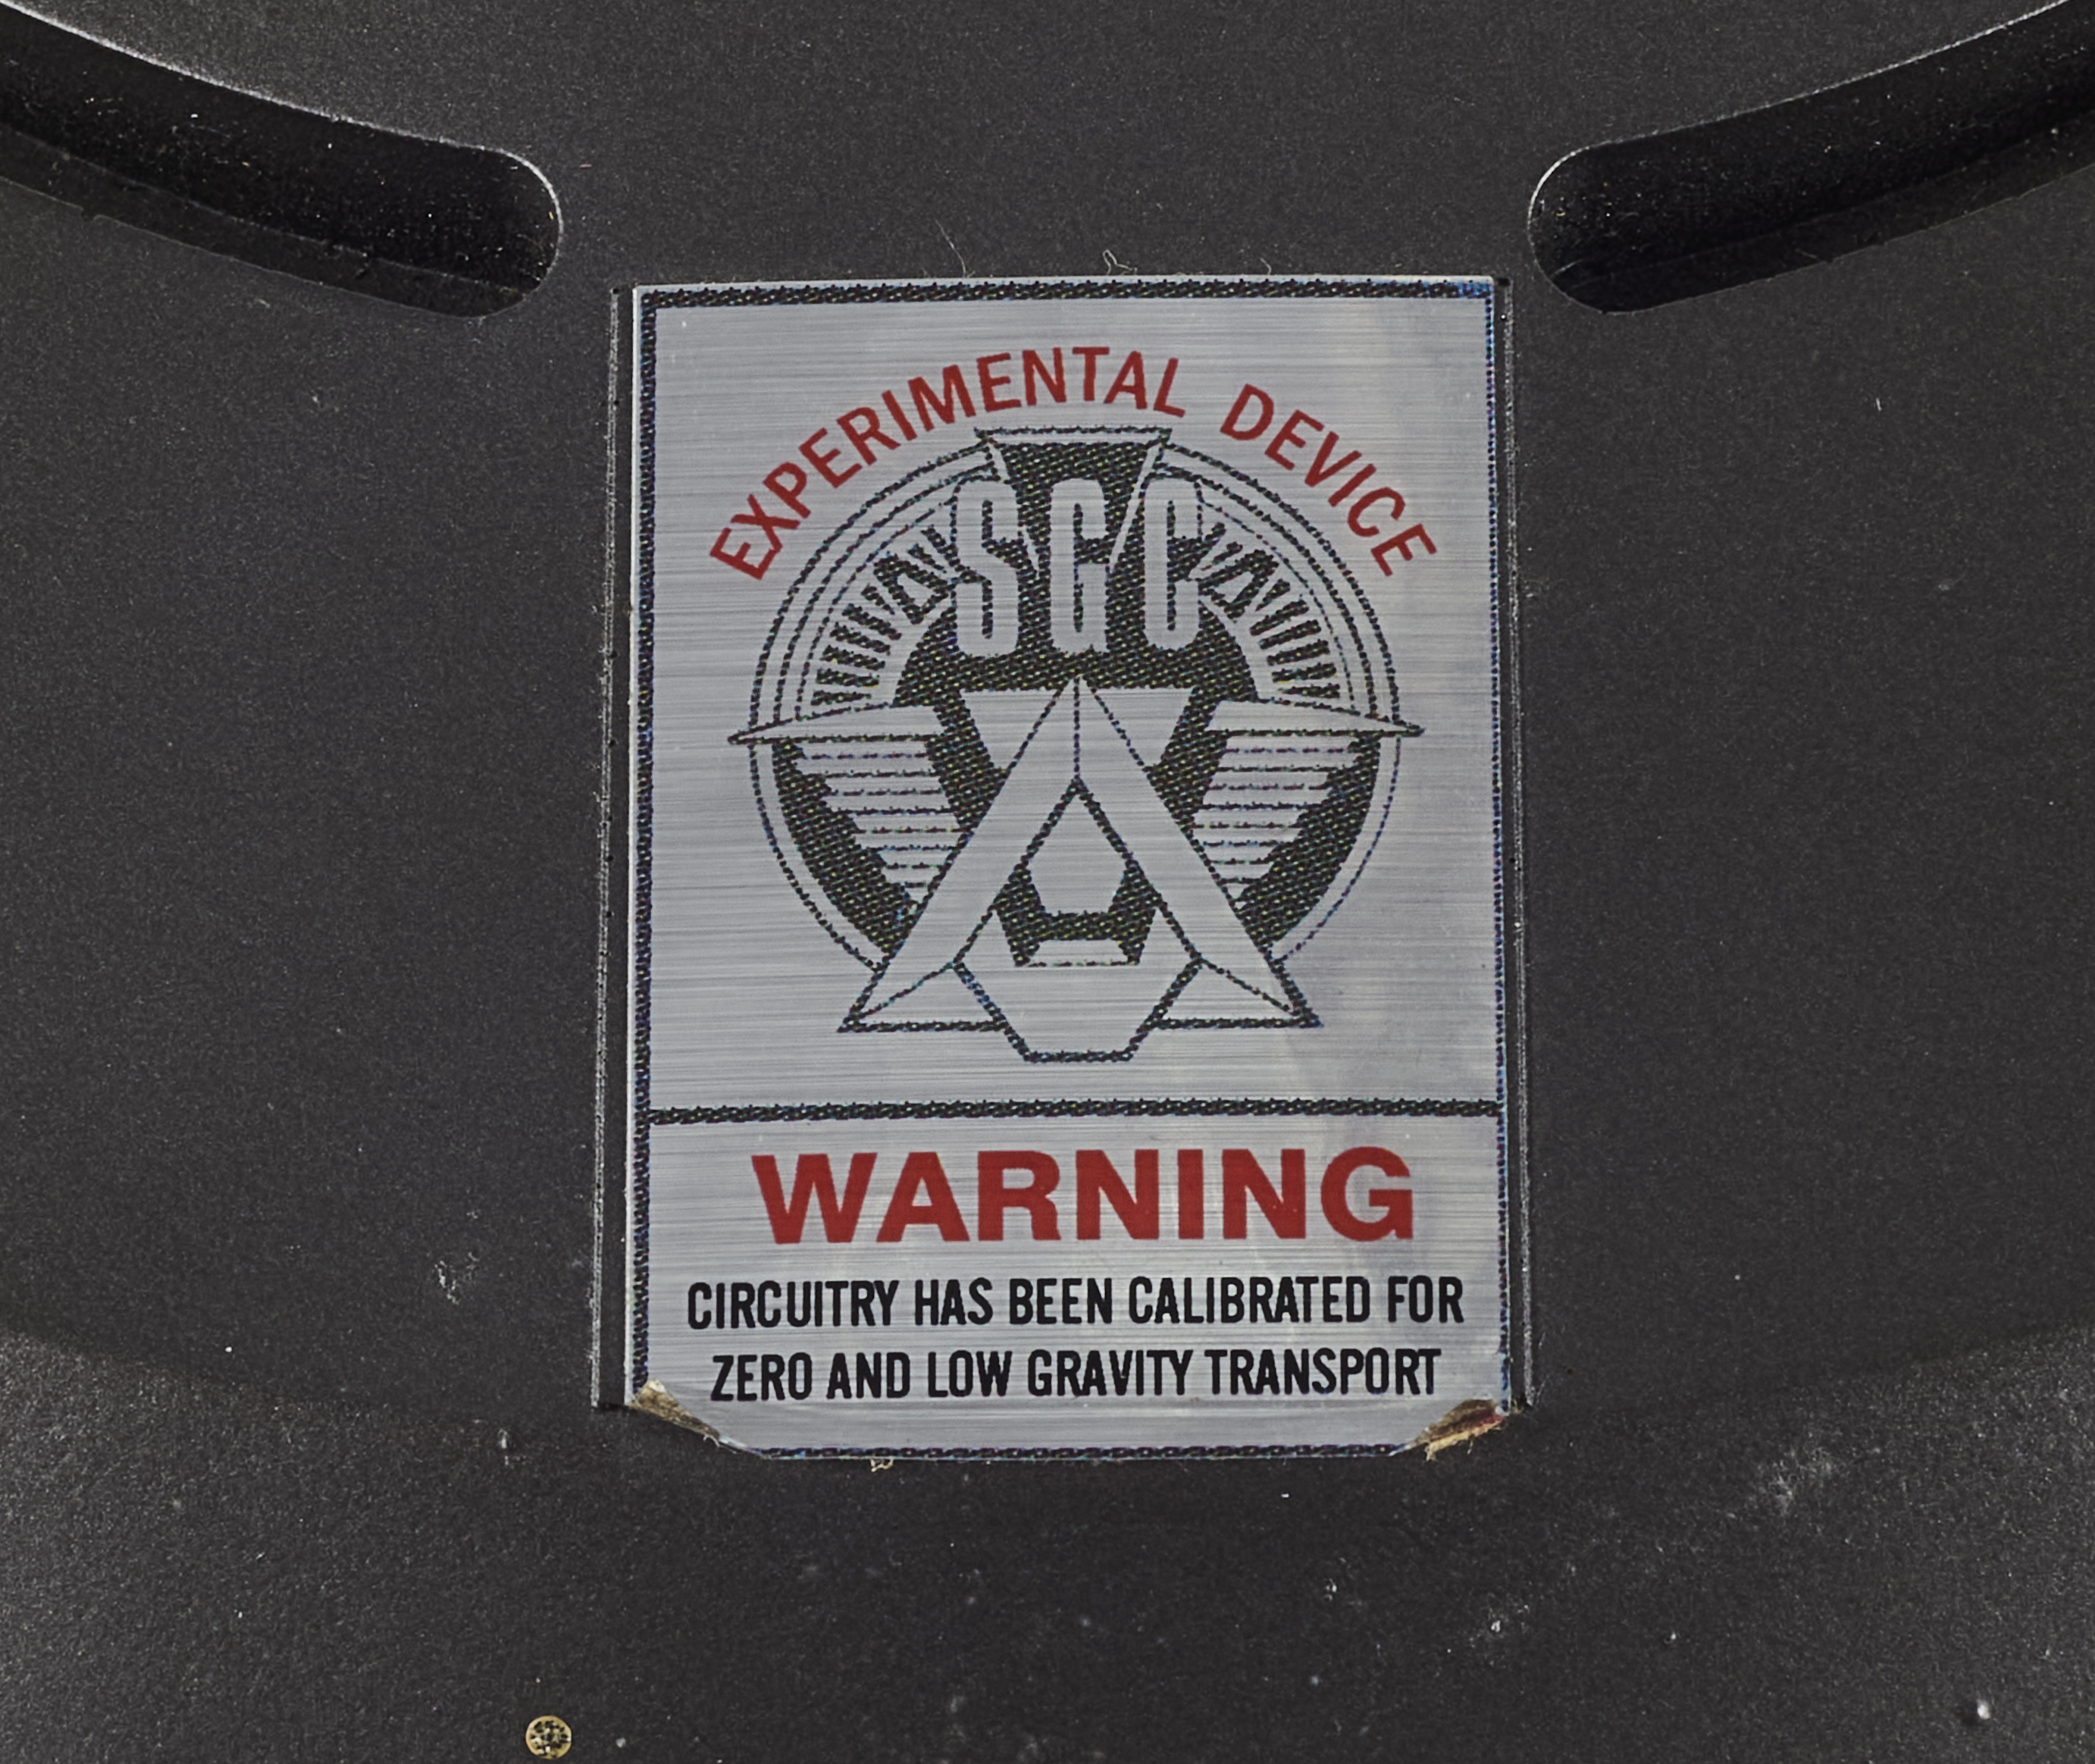 EXPERIMENTAL DEVICE
SGC
WARNING
CIRCUITRY HAS BEEN CALIBRATED FOR
ZERO AND LOW GRAVITY TRANSPORT